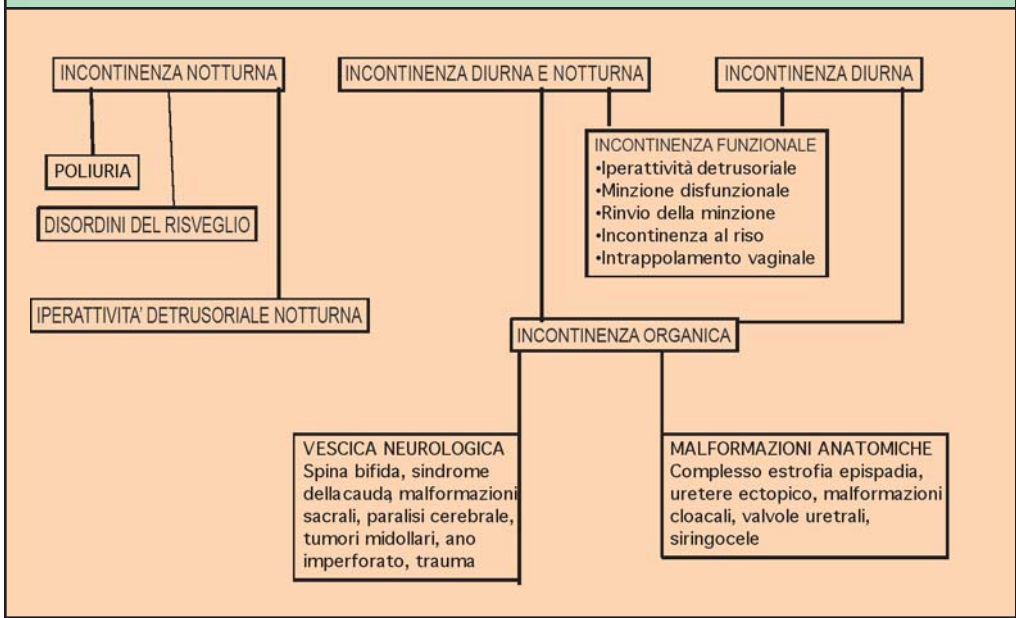 INCONTINENZA NOTTURNA
INCONTINENZA DIURNA E NOTTURNA
INCONTINENZA DIURNA
POLIURIA
DISORDINI DEL RISVEGLIO
IPERATTIVITA' DETRUSORIALE NOTTURNA
INCONTINENZA FUNZIONALE
•Iperattività detrusoriale
•Minzione disfunzionale
•Rinvio della minzione
•Incontinenza al riso
•Intrappolamento vaginale
INCONTINENZA ORGANICA
VESCICA NEUROLOGICA
Spina bifida, sindrome
dellacauda, malformazioni
sacrali, paralisi cerebrale,
tumori midollari, ano
imperforato, trauma
MALFORMAZIONI ANATOMICHE
Complesso estrofia epispadia,
uretere ectopico, malformazioni
cloacali, valvole uretrali,
siringocele